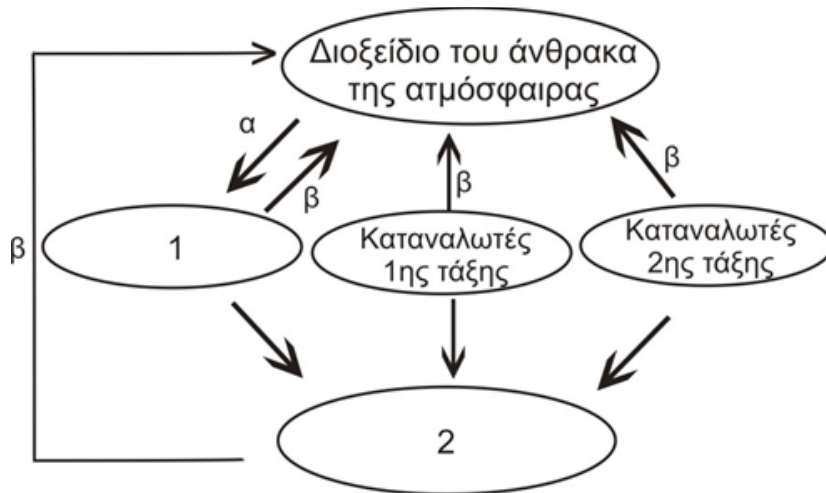 Διοξείδιο του άνθρακα
της ατμόσφαιρας
α
β
β
β
β
1
Καταναλωτές
1ης τάξης
Καταναλωτές
2ης τάξης
2